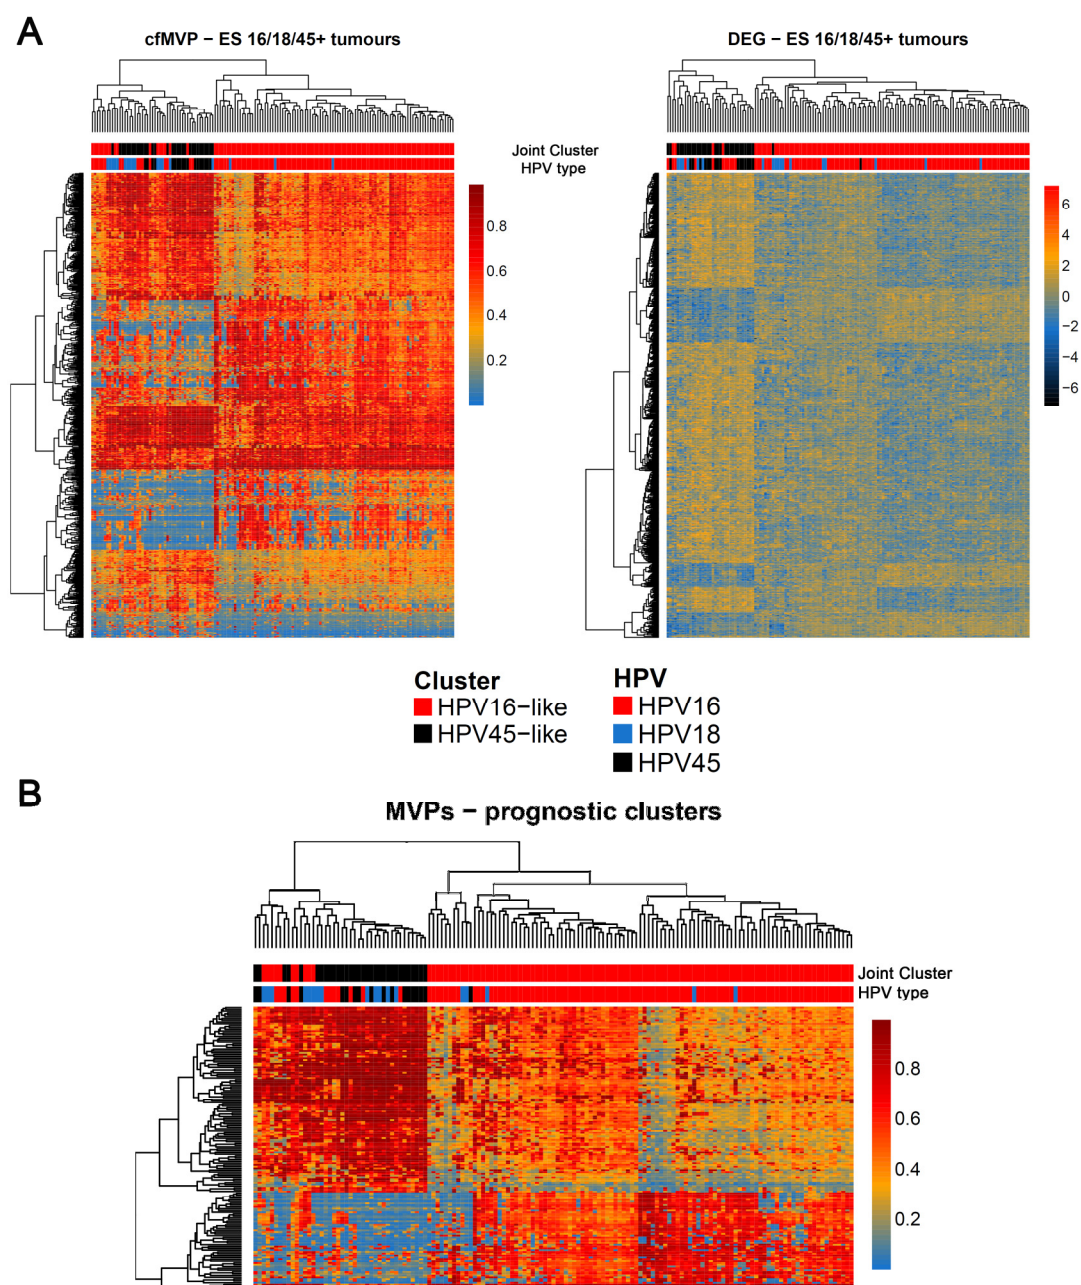 A
cfMVP – ES 16/18/45+ tumours
DEG – ES 16/18/45+ tumours
Joint Cluster
HPV type
0.8
0.6
0.4
0.2
6
4
2
0
−2
−4
−6
Cluster
HPV16−like
HPV45−like
HPV
HPV16
HPV18
HPV45
B
MVPs − prognostic clusters
Joint Cluster
HPV type
0.8
0.6
0.4
0.2